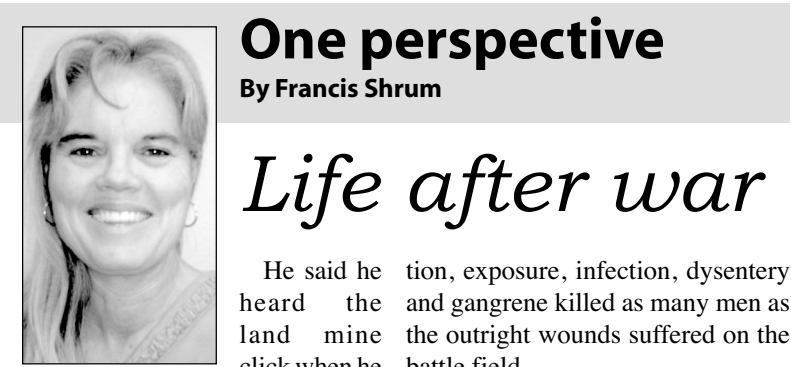 One perspective
By Francis Shrum
Life after war
He said he
heard the
land mine
click when he
tion, exposure, infection, dysentery
and gangrene killed as many men as
the outright wounds suffered on the
battle field.